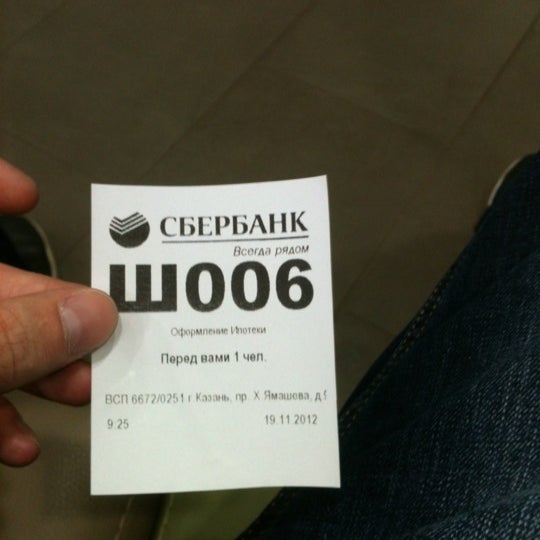 СБЕРБАНК
Всегда рядом
Ш006
Оформление Ипотеки
Перед вами 1 чел.
ВСП 6672/0251 г.Казань, пр. Х.Ямашева, д.
9:25 19.11.2012